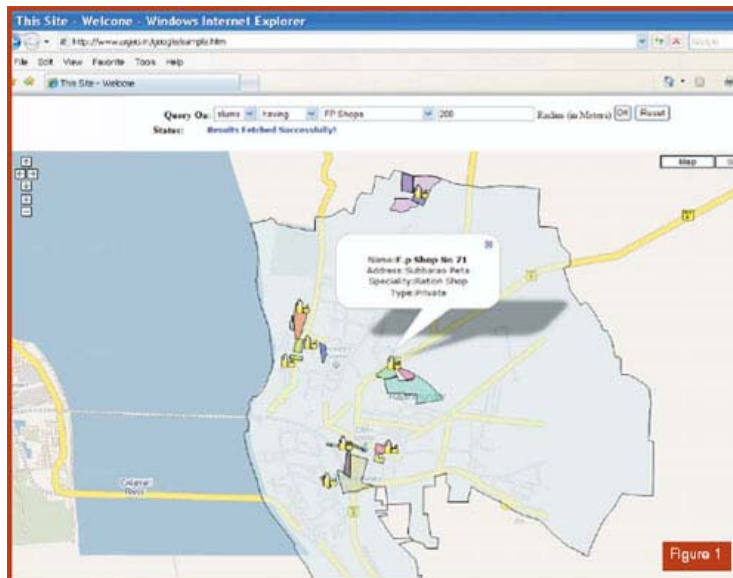 This Site - Welcome - Windows Internet Explorer
File Edit View Favorite Tools Help
This Site - Welcome
Query On: slums having FP Shops 200 Radius (in Meters) OK Reset
Status: Results Fetched Successfully!
Map
Name:F.p Shop No 71
Address:Subbarao Peta
Speciality:Ration Shop
Type:Private
Figure 1